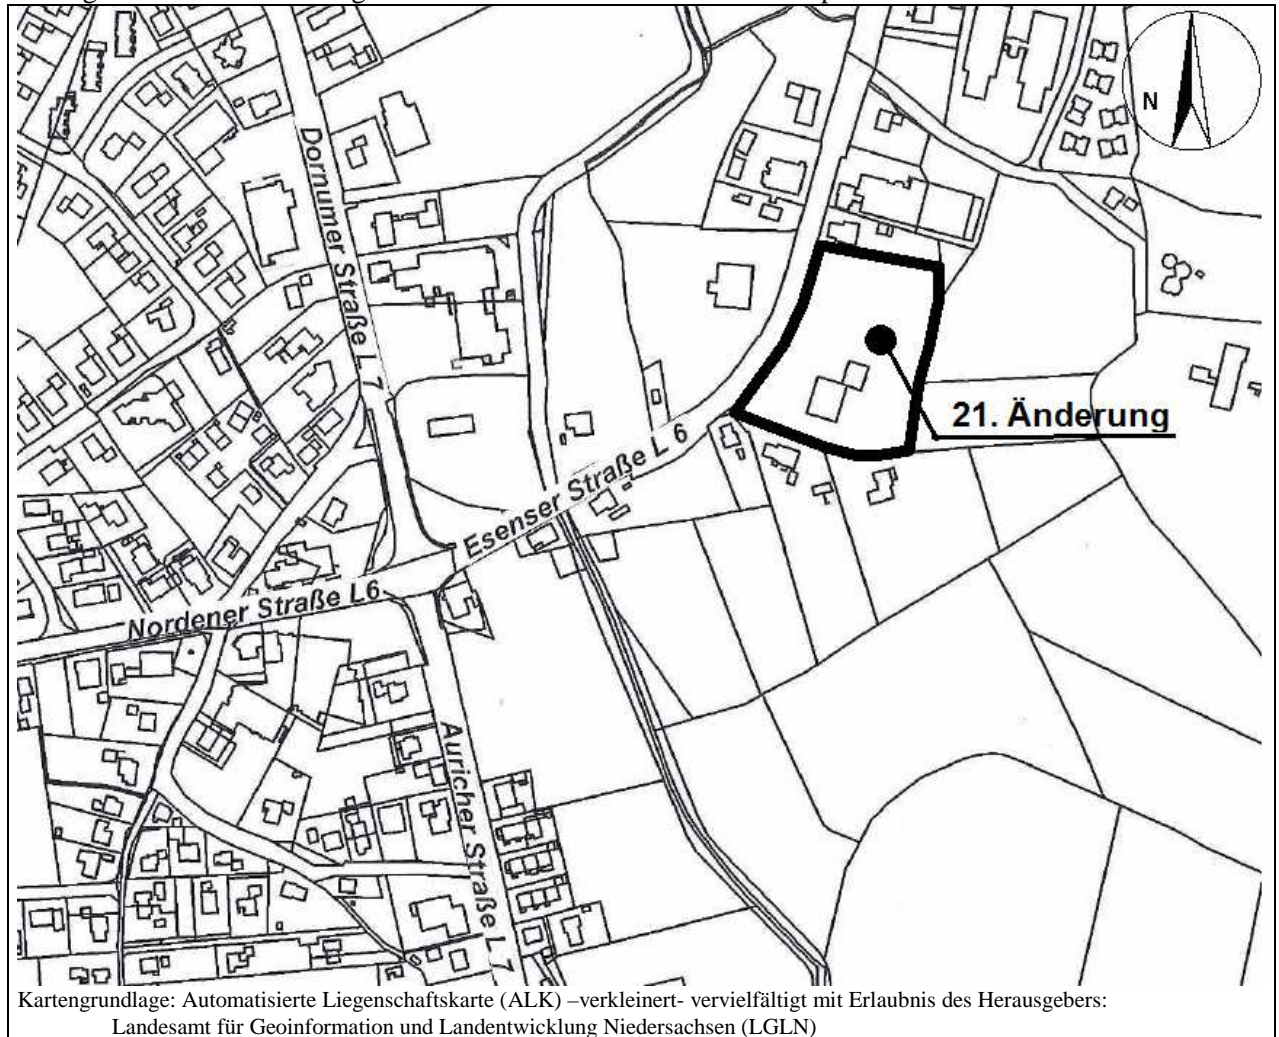 N
Dornumer Straße L 7
21. Änderung
Esenser Straße L 6
Nordener Straße L6
Auricher Straße L 7
Kartengrundlage: Automatisierte Liegenschaftskarte (ALK) –verkleinert- vervielfältigt mit Erlaubnis des Herausgebers:
Landesamt für Geoinformation und Landentwicklung Niedersachsen (LGLN)